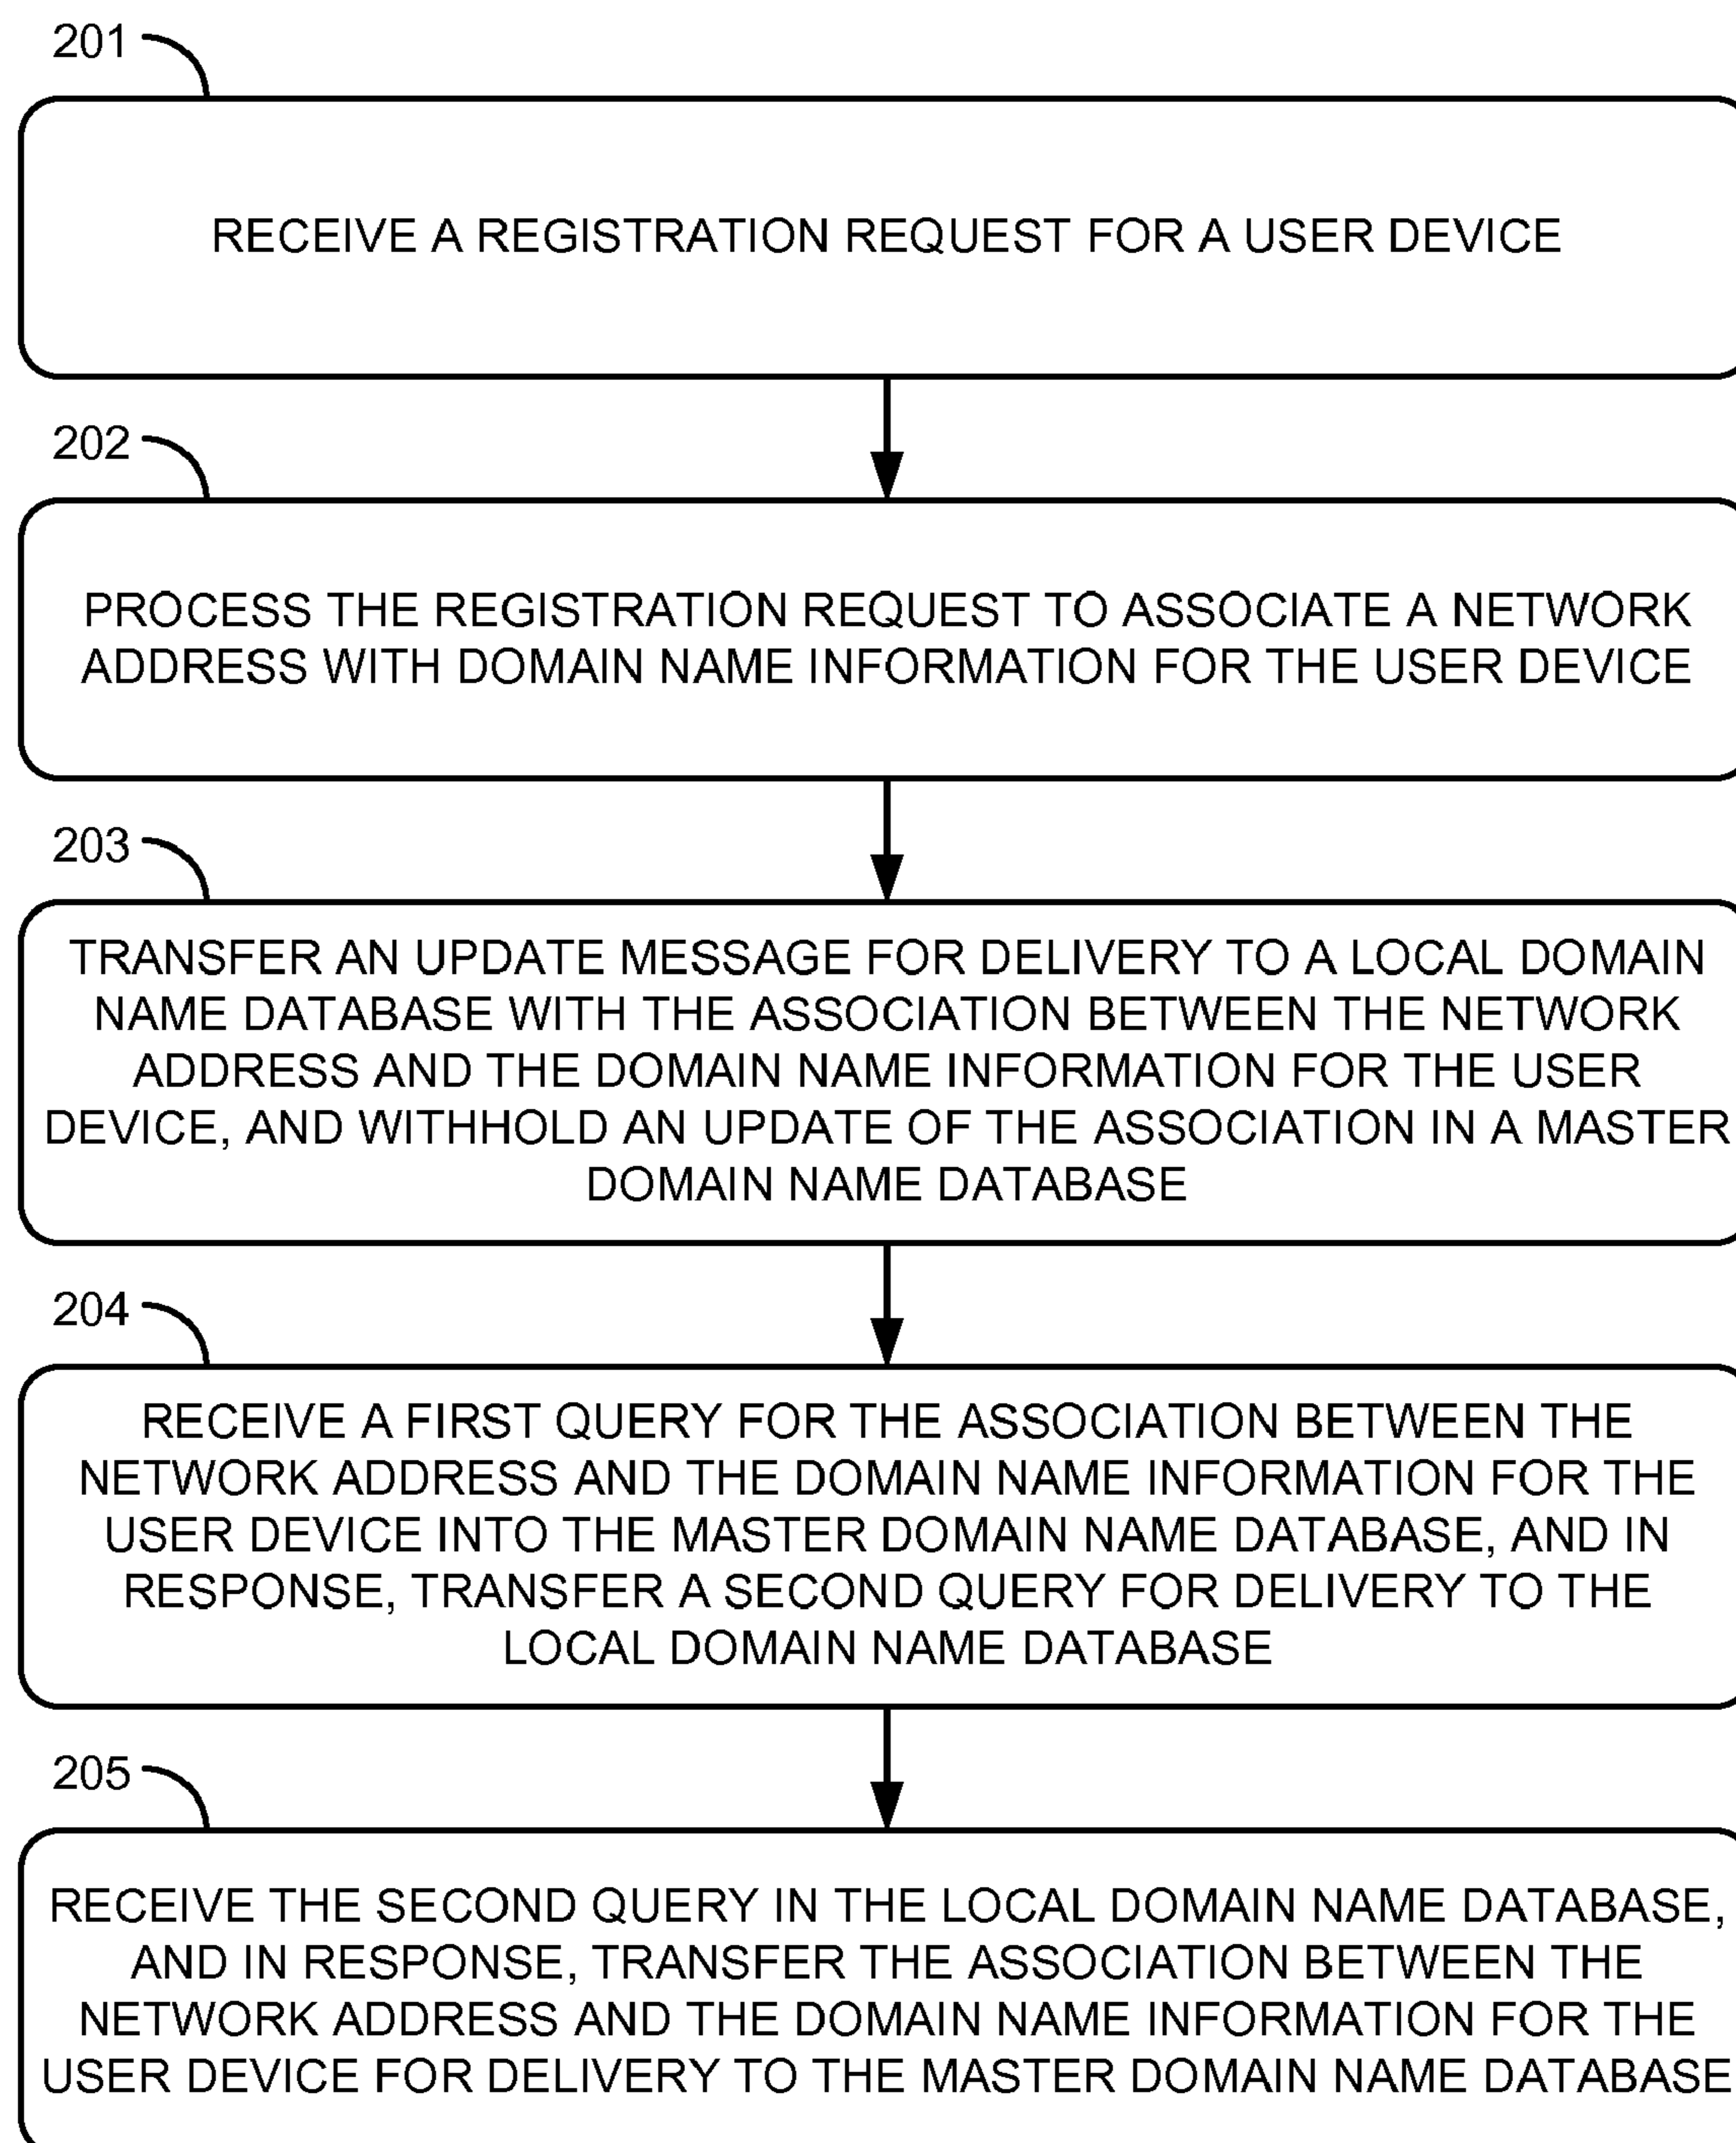 201
RECEIVE A REGISTRATION REQUEST FOR A USER DEVICE
202
PROCESS THE REGISTRATION REQUEST TO ASSOCIATE A NETWORK
ADDRESS WITH DOMAIN NAME INFORMATION FOR THE USER DEVICE
203
TRANSFER AN UPDATE MESSAGE FOR DELIVERY TO A LOCAL DOMAIN
NAME DATABASE WITH THE ASSOCIATION BETWEEN THE NETWORK
ADDRESS AND THE DOMAIN NAME INFORMATION FOR THE USER
DEVICE, AND WITHHOLD AN UPDATE OF THE ASSOCIATION IN A MASTER
DOMAIN NAME DATABASE
204
RECEIVE A FIRST QUERY FOR THE ASSOCIATION BETWEEN THE
NETWORK ADDRESS AND THE DOMAIN NAME INFORMATION FOR THE
USER DEVICE INTO THE MASTER DOMAIN NAME DATABASE, AND IN
RESPONSE, TRANSFER A SECOND QUERY FOR DELIVERY TO THE
LOCAL DOMAIN NAME DATABASE
205
RECEIVE THE SECOND QUERY IN THE LOCAL DOMAIN NAME DATABASE,
AND IN RESPONSE, TRANSFER THE ASSOCIATION BETWEEN THE
NETWORK ADDRESS AND THE DOMAIN NAME INFORMATION FOR THE
USER DEVICE FOR DELIVERY TO THE MASTER DOMAIN NAME DATABASE